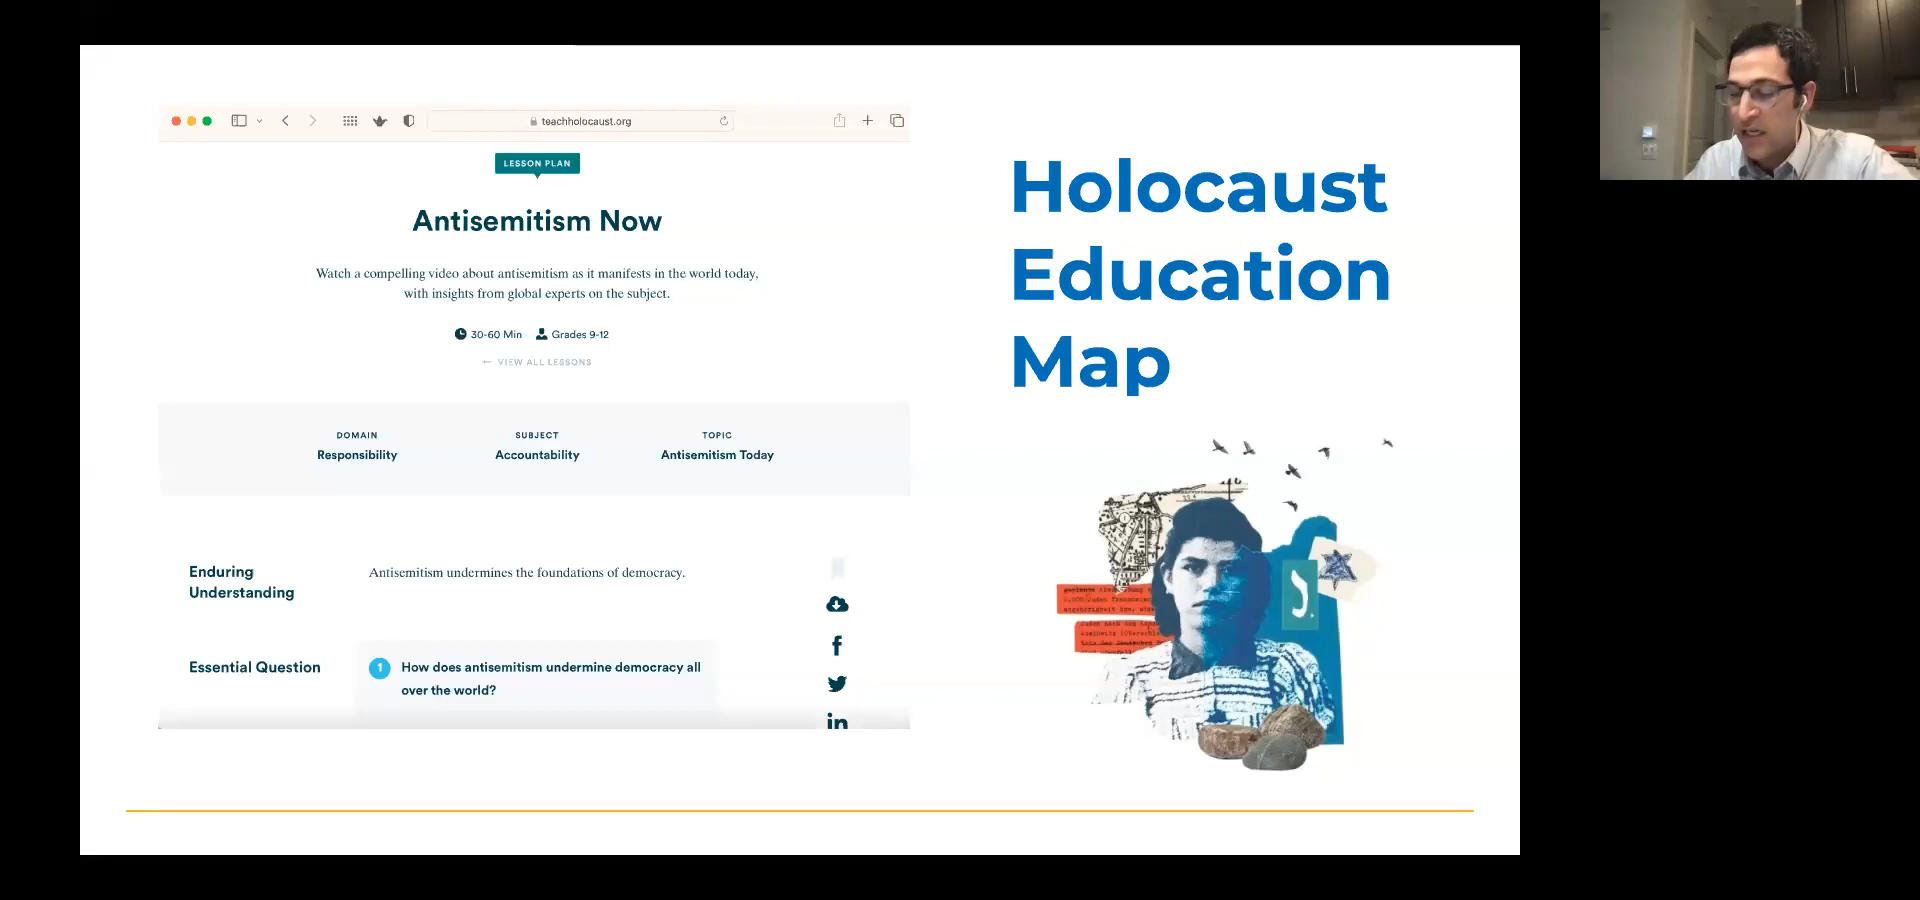 teachholocaust.org
LESSON PLAN
Antisemitism Now
Watch a compelling video about antisemitism as it manifests in the world today,
with insights from global experts on the subject.
30-60 Min Grades 9-12
← VIEW ALL LESSONS
DOMAIN
Responsibility
SUBJECT
Accountability
TOPIC
Antisemitism Today
Enduring
Understanding
Antisemitism undermines the foundations of democracy.
Essential Question
1 How does antisemitism undermine democracy all
over the world?
Holocaust
Education
Map